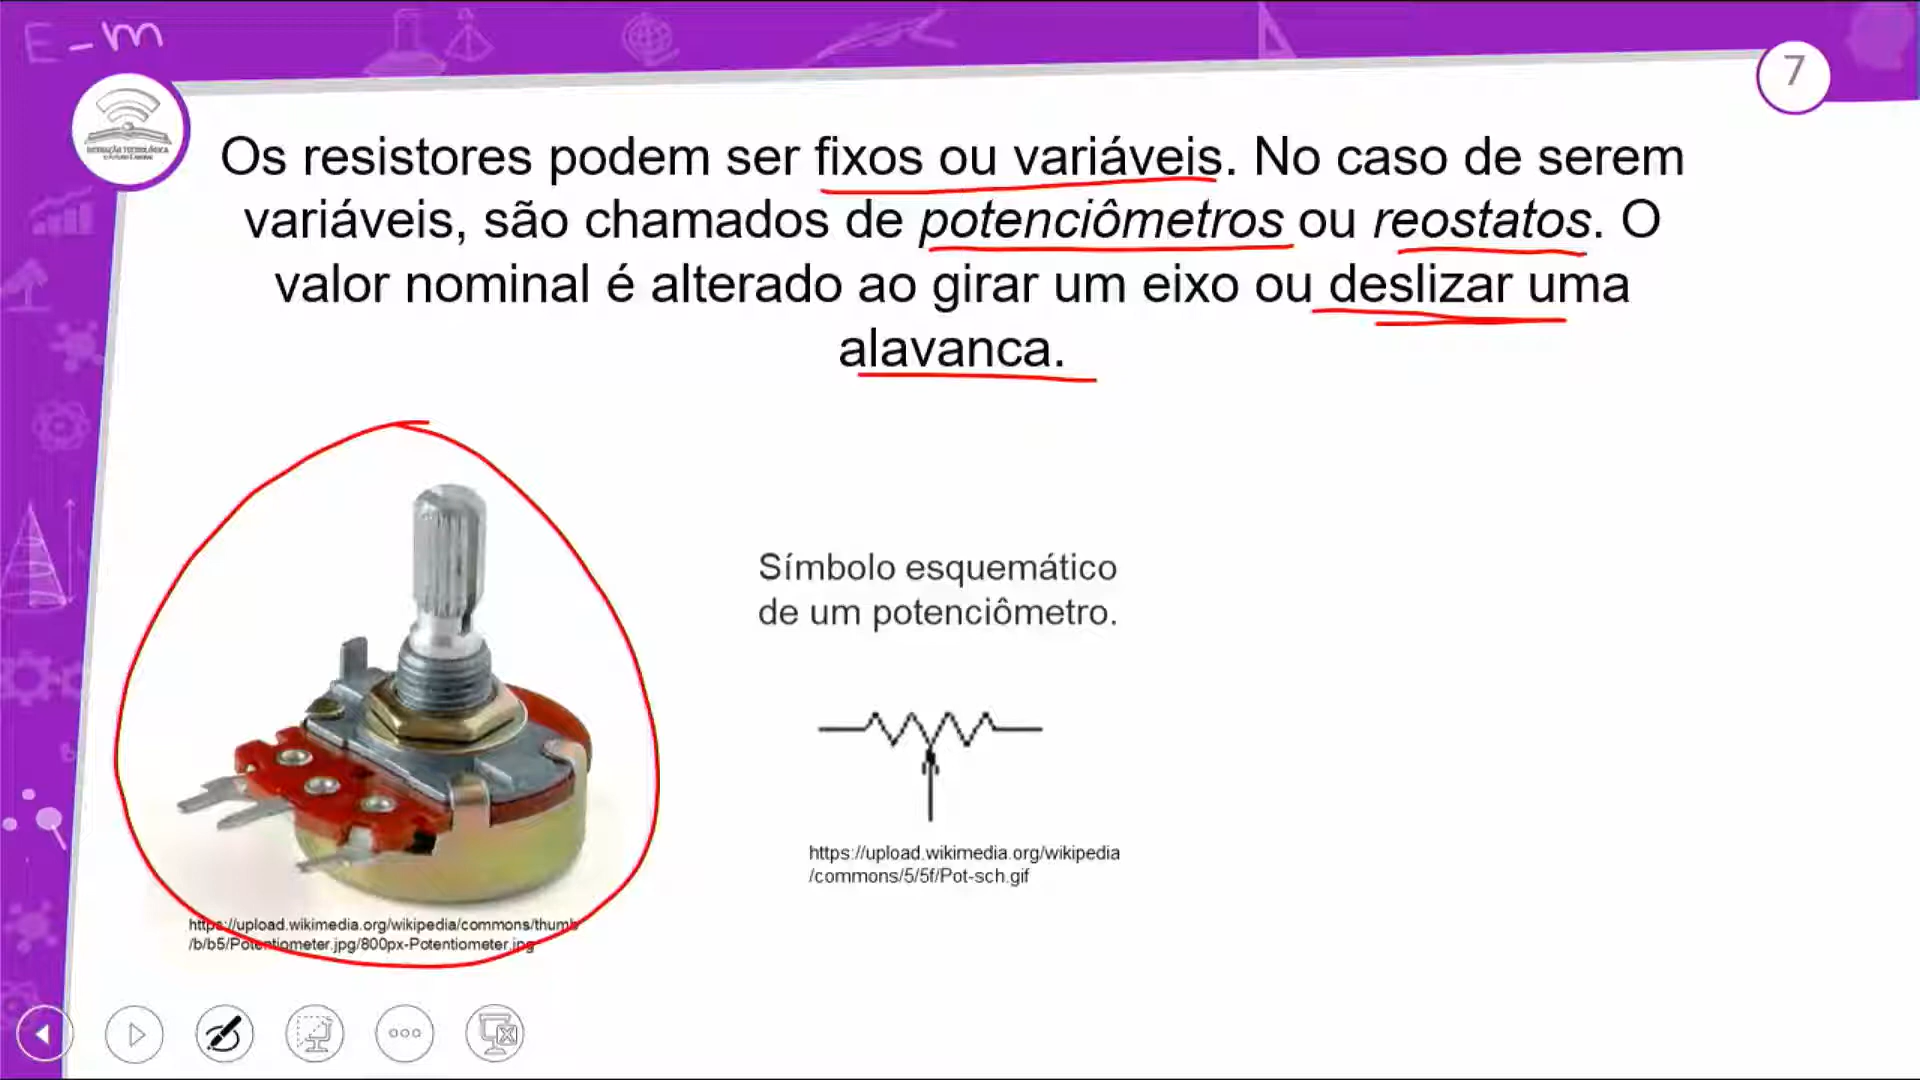 E-m
7
Os resistores podem ser fixos ou variáveis. No caso de serem
variáveis, são chamados de potenciômetros ou reostatos. O
valor nominal é alterado ao girar um eixo ou deslizar uma
alavanca.
Símbolo esquemático
de um potenciômetro.
https://upload.wikimedia.org/wikipedia
/commons/5/5f/Pot-sch.gif
https://upload.wikimedia.org/wikipedia/commons/thumb
/b/b5/Potentiometer.jpg/800px-Potentiometer.jpg